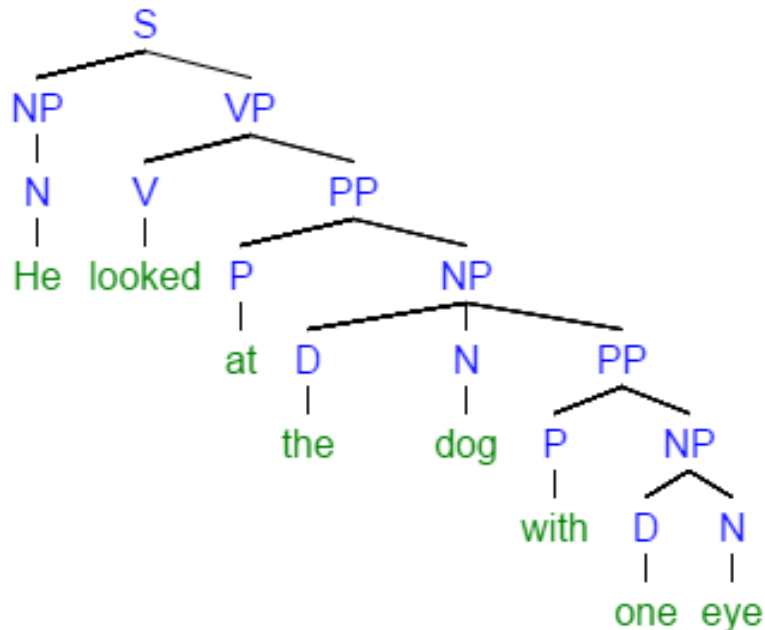 S
NP VP
N V PP
He looked P NP
at D N PP
the dog P NP
with D N
one eye